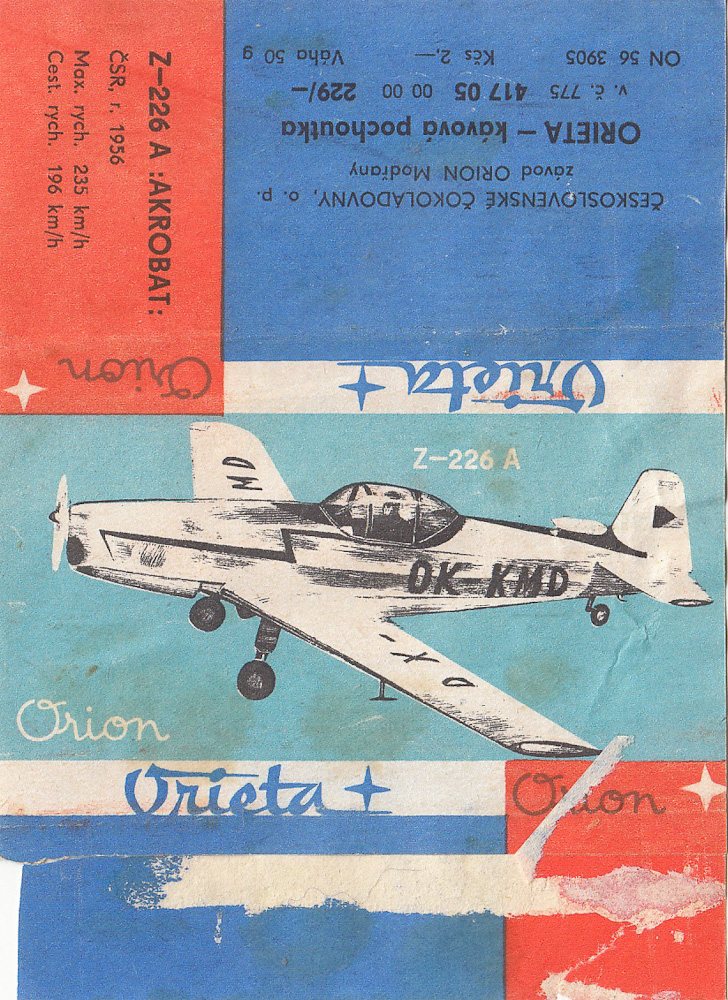 Z–226 A :AKROBAT:
ČSR, r. 1956
Max. rych. 235 km/h
Cest. rych. 196 km/h
ČESKOSLOVENSKÉ ČOKOLÁDOVNY, o. p.
závod ORION Modřany
ORIETA – kávová pochoutka
v. č. 775 417 05 00 00 229/–
ON 56 3905 Kčs 2,– Váha 50 g
Orion
Orieta
Z–226 A
MD
OK-KMD
O K -
Orion
Orieta
Orion